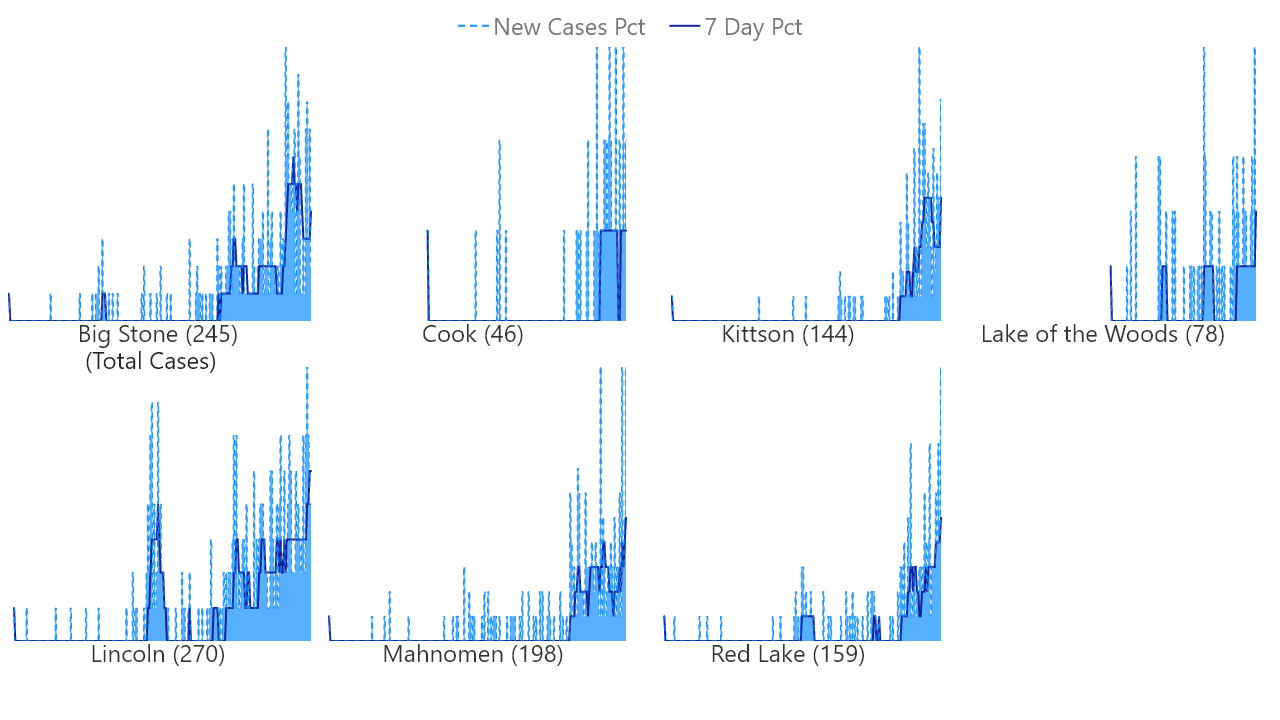 New Cases Pct 7 Day Pct
Big Stone (245)
(Total Cases)
Cook (46)
Kittson (144)
Lake of the Woods (78)
Lincoln (270)
Mahnomen (198)
Red Lake (159)